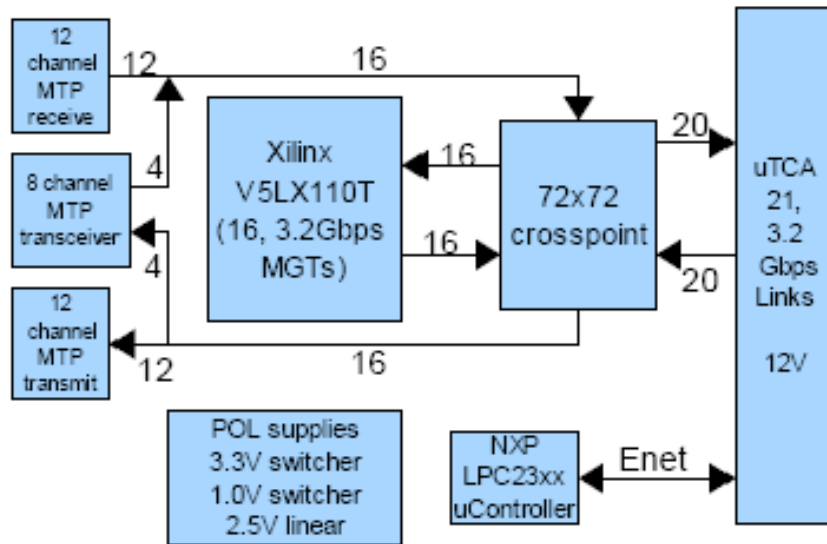 12
channel
MTP
receive
12
16
8 channel
MTP
transceiver
4
4
12
channel
MTP
transmit
12
16
Xilinx
V5LX110T
(16, 3.2Gbps
MGTs)
16
16
72x72
crosspoint
20
20
uTCA
21,
3.2
Gbps
Links
12V
POL supplies
3.3V switcher
1.0V switcher
2.5V linear
NXP
LPC23xx
uController
Enet